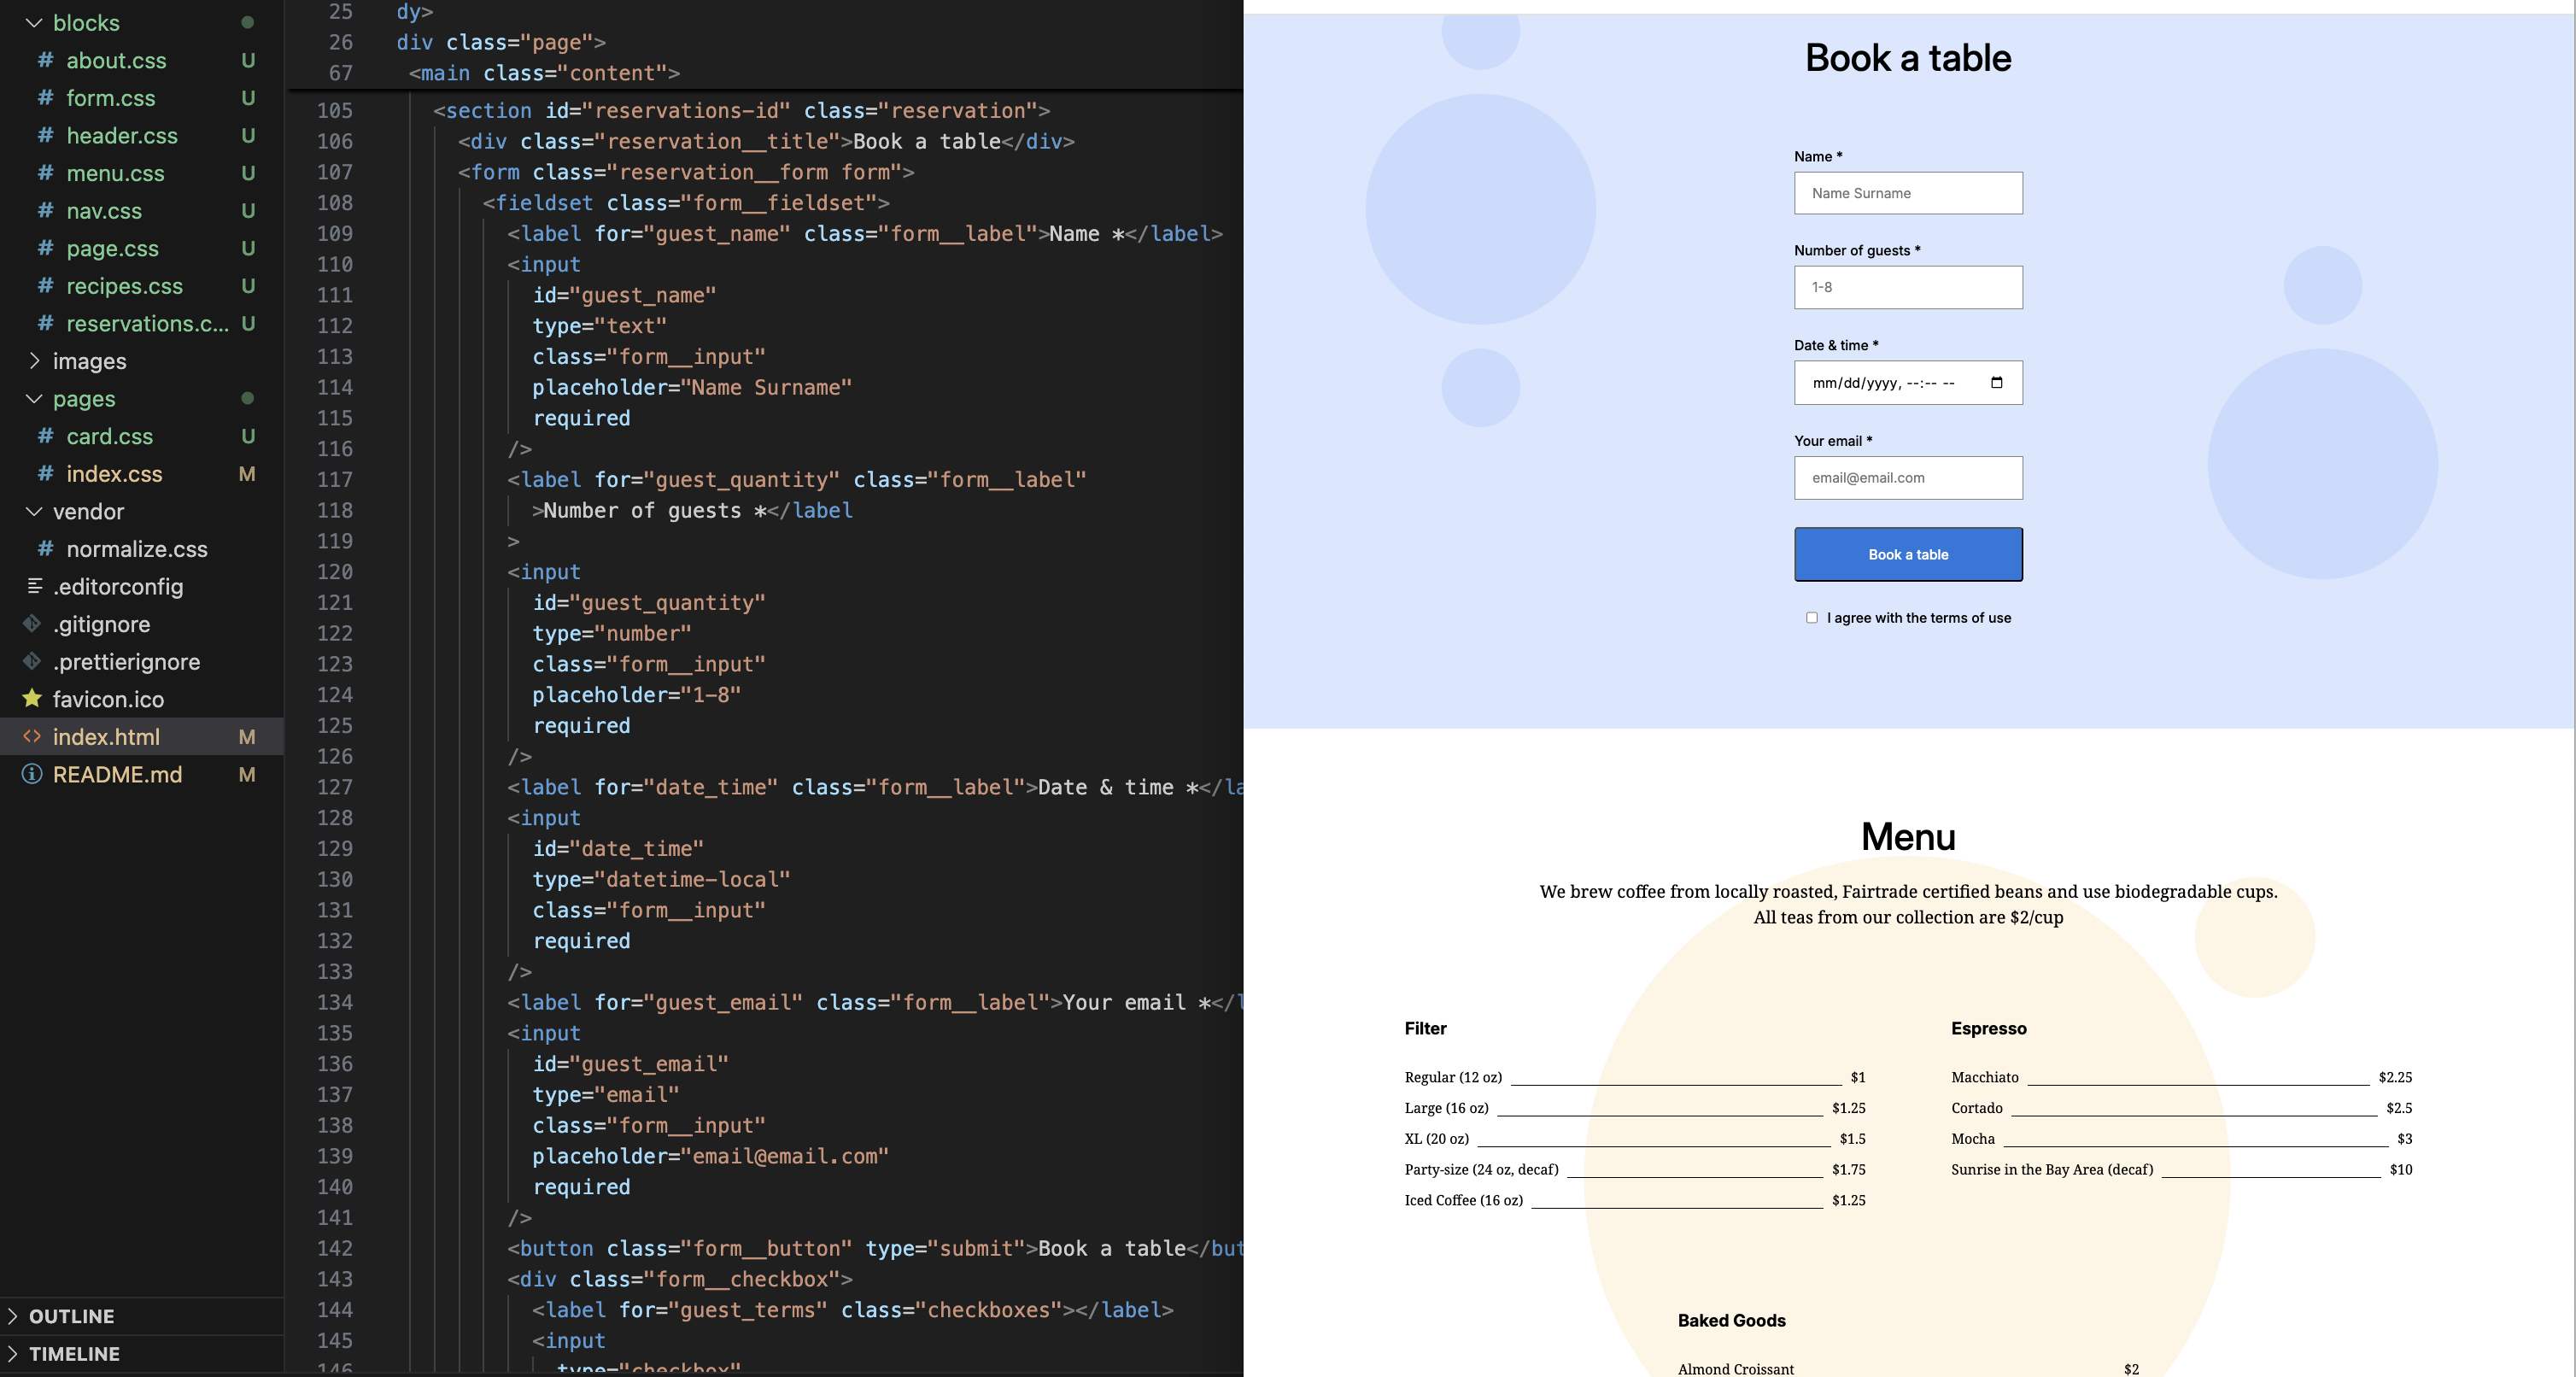 blocks
# about.css U
# form.css U
# header.css U
# menu.css U
# nav.css U
# page.css U
# recipes.css U
# reservations.c... U
images
pages
# card.css U
# index.css M
vendor
# normalize.css
.editorconfig
.gitignore
.prettierignore
favicon.ico
<> index.html M
README.md M
OUTLINE
TIMELINE
25 dy>
26 div class="page">
67 <main class="content">
105 <section id="reservations-id" class="reservation">
106 <div class="reservation__title">Book a table</div>
107 <form class="reservation__form form">
108 <fieldset class="form__fieldset">
109 <label for="guest_name" class="form__label">Name *</label>
110 <input
111 id="guest_name"
112 type="text"
113 class="form__input"
114 placeholder="Name Surname"
115 required
116 />
117 <label for="guest_quantity" class="form__label"
118 >Number of guests *</label
119 >
120 <input
121 id="guest_quantity"
122 type="number"
123 class="form__input"
124 placeholder="1-8"
125 required
126 />
127 <label for="date_time" class="form__label">Date & time *</la
128 <input
129 id="date_time"
130 type="datetime-local"
131 class="form__input"
132 required
133 />
134 <label for="guest_email" class="form__label">Your email *</l
135 <input
136 id="guest_email"
137 type="email"
138 class="form__input"
139 placeholder="email@email.com"
140 required
141 />
142 <button class="form__button" type="submit">Book a table</but
143 <div class="form__checkbox">
144 <label for="guest_terms" class="checkboxes"></label>
145 <input
146 type="checkbox"
Book a table
Name *
Name Surname
Number of guests *
1-8
Date & time *
mm/dd/yyyy, --:-- --
Your email *
email@email.com
Book a table
I agree with the terms of use
Menu
We brew coffee from locally roasted, Fairtrade certified beans and use biodegradable cups.
All teas from our collection are $2/cup
Filter
Regular (12 oz) $1
Large (16 oz) $1.25
XL (20 oz) $1.5
Party-size (24 oz, decaf) $1.75
Iced Coffee (16 oz) $1.25
Espresso
Macchiato $2.25
Cortado $2.5
Mocha $3
Sunrise in the Bay Area (decaf) $10
Baked Goods
Almond Croissant $2